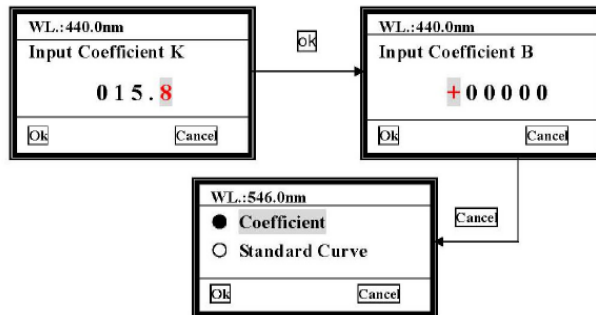 WL.:440.0nm
Input Coefficient K
015.8
Ok Cancel
ok
WL.:440.0nm
Input Coefficient B
+00000
Ok Cancel
Cancel
WL.:546.0nm
Coefficient
Standard Curve
Ok Cancel